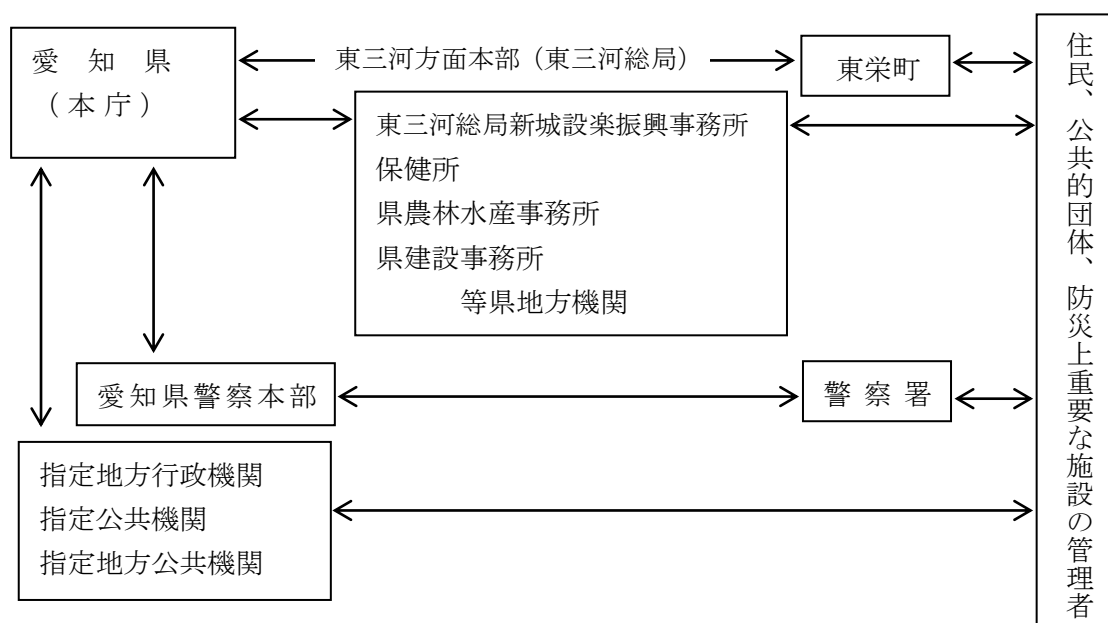 愛知県
（本庁）
東三河方面本部（東三河総局）
東栄町
東三河総局新城設楽振興事務所
保健所
県農林水産事務所
県建設事務所
等県地方機関
愛知県警察本部
警察署
指定地方行政機関
指定公共機関
指定地方公共機関
住民、公共的団体、防災上重要な施設の管理者